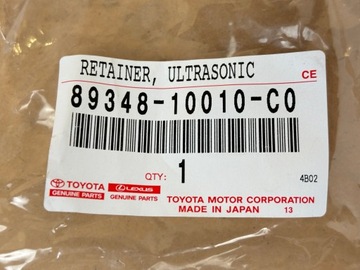 RETAINER, ULTRASONIC
CE
89348-10010-C0
QTY: 1
4B02
TOYOTA LEXUS
GENUINE PARTS GENUINE PARTS
TOYOTA MOTOR CORPORATION
MADE IN JAPAN 13